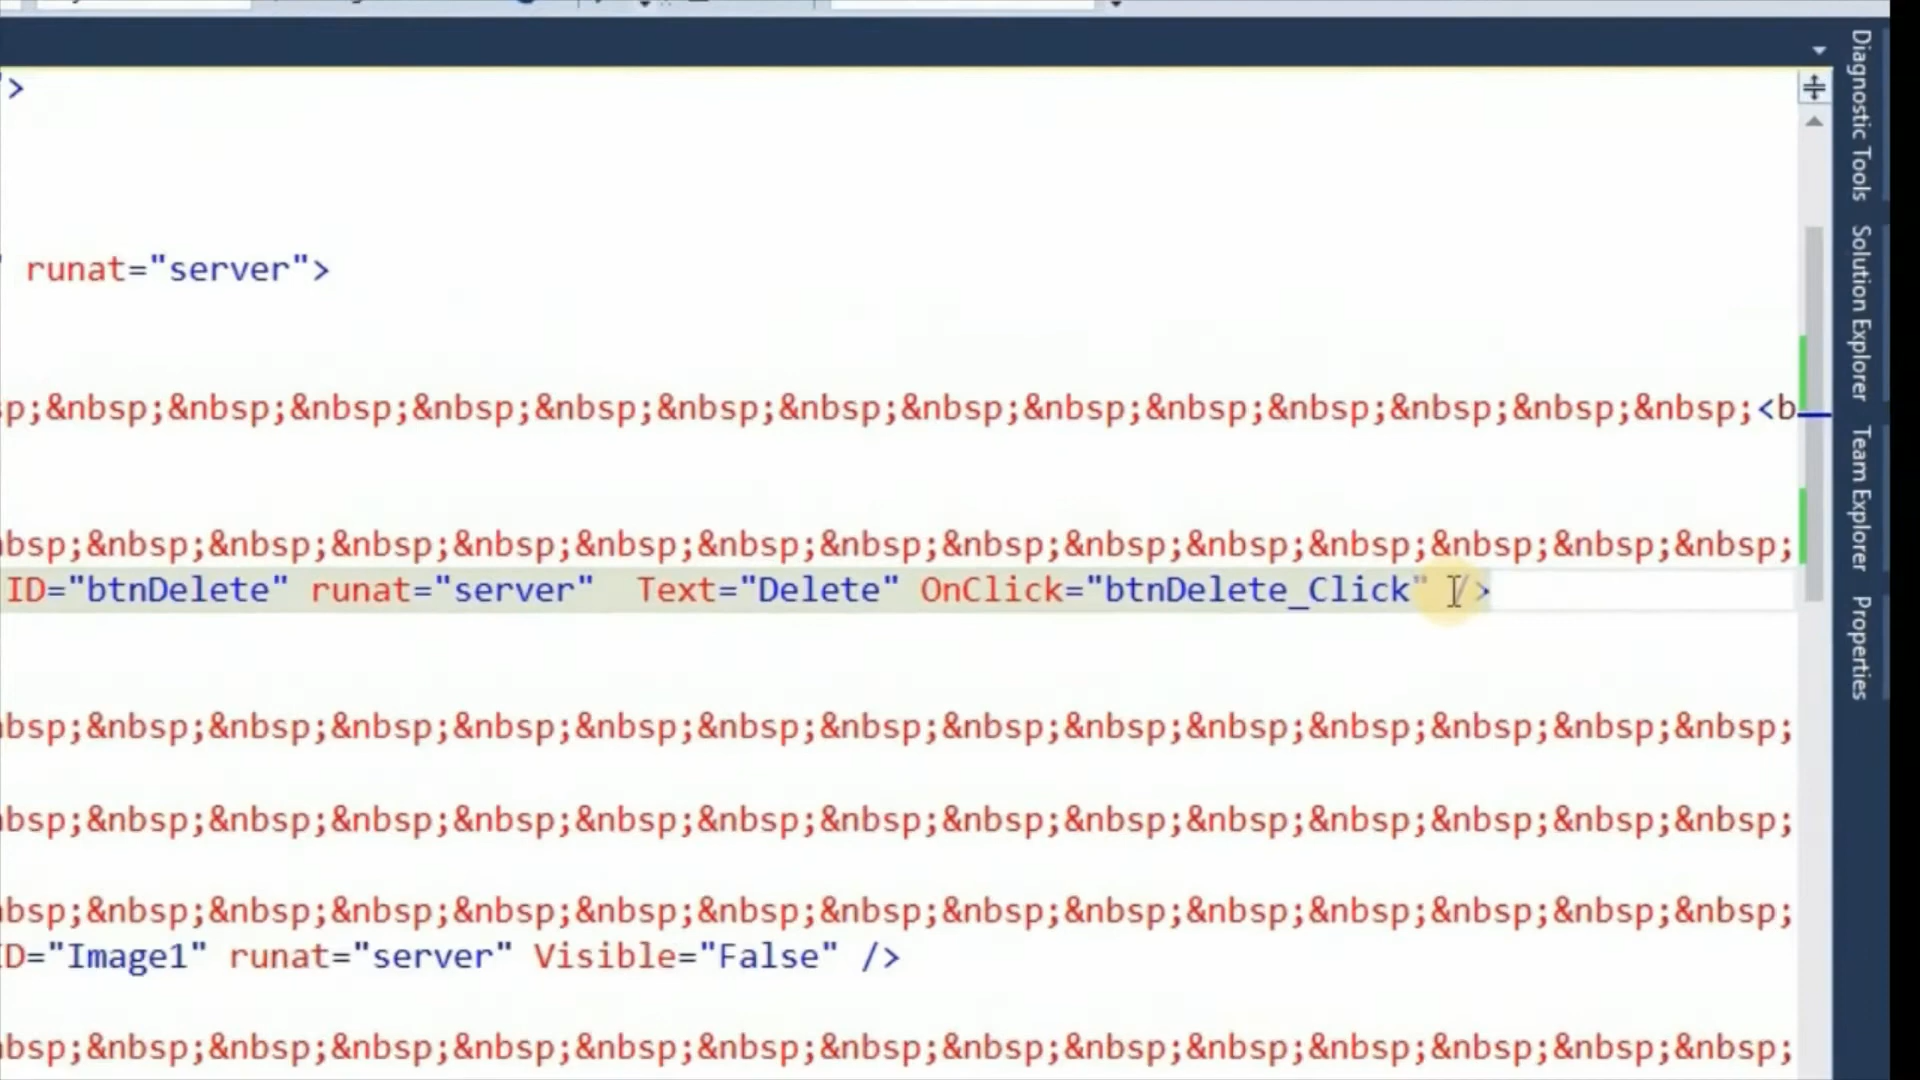 ">
runat="server">
p;&nbsp;&nbsp;&nbsp;&nbsp;&nbsp;&nbsp;&nbsp;&nbsp;&nbsp;&nbsp;&nbsp;&nbsp;&nbsp;&nbsp;<b
bsp;&nbsp;&nbsp;&nbsp;&nbsp;&nbsp;&nbsp;&nbsp;&nbsp;&nbsp;&nbsp;&nbsp;&nbsp;&nbsp;&nbsp;
ID="btnDelete" runat="server"  Text="Delete" OnClick="btnDelete_Click" />
bsp;&nbsp;&nbsp;&nbsp;&nbsp;&nbsp;&nbsp;&nbsp;&nbsp;&nbsp;&nbsp;&nbsp;&nbsp;&nbsp;&nbsp;
bsp;&nbsp;&nbsp;&nbsp;&nbsp;&nbsp;&nbsp;&nbsp;&nbsp;&nbsp;&nbsp;&nbsp;&nbsp;&nbsp;&nbsp;
bsp;&nbsp;&nbsp;&nbsp;&nbsp;&nbsp;&nbsp;&nbsp;&nbsp;&nbsp;&nbsp;&nbsp;&nbsp;&nbsp;&nbsp;
ID="Image1" runat="server" Visible="False" />
bsp;&nbsp;&nbsp;&nbsp;&nbsp;&nbsp;&nbsp;&nbsp;&nbsp;&nbsp;&nbsp;&nbsp;&nbsp;&nbsp;&nbsp;
Diagnostic Tools
Solution Explorer
Team Explorer
Properties